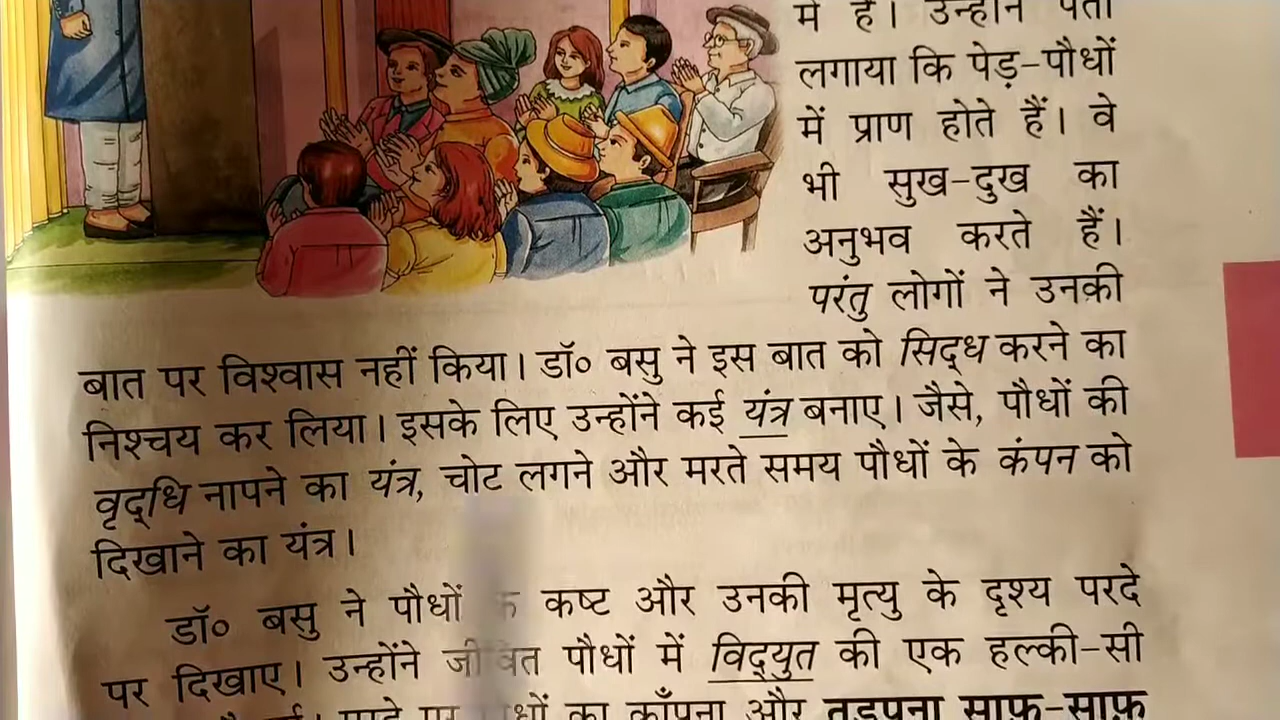 में है। उन्होंने पता
लगाया कि पेड़-पौधों
में प्राण होते हैं। वे
भी सुख-दुख का
अनुभव करते हैं।
परंतु लोगों ने उनकी
बात पर विश्वास नहीं किया। डॉ० बसु ने इस बात को सिद्ध करने का
निश्चय कर लिया। इसके लिए उन्होंने कई यंत्र बनाए। जैसे, पौधों की
वृद्धि नापने का यंत्र, चोट लगने और मरते समय पौधों के कंपन को
दिखाने का यंत्र।
डॉ० बसु ने पौधों के कष्ट और उनकी मृत्यु के दृश्य परदे
पर दिखाए। उन्होंने जीवित पौधों में विद्युत की एक हल्की-सी
परदे पर का काँपना और तड़पना साफ़-साफ़